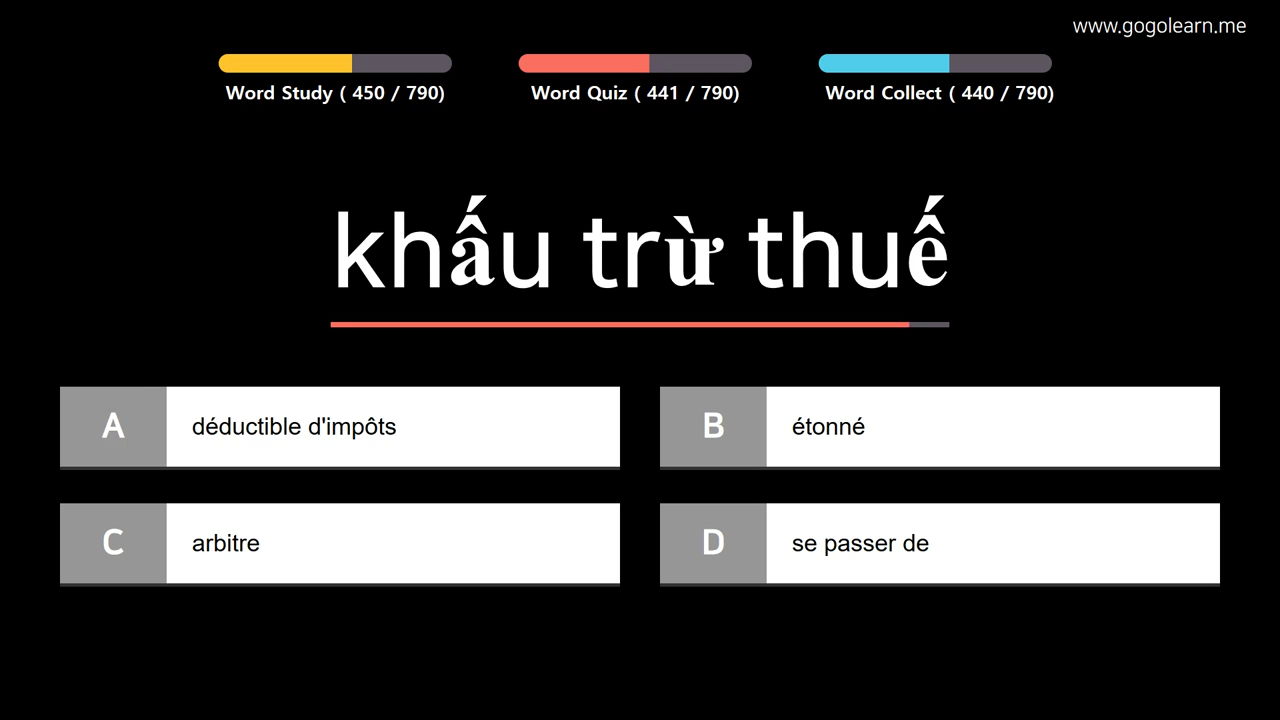 www.gogolearn.me
Word Study ( 450 / 790)
Word Quiz ( 441 / 790)
Word Collect ( 440 / 790)
khấu trừ thuế
A
déductible d'impôts
B
étonné
C
arbitre
D
se passer de